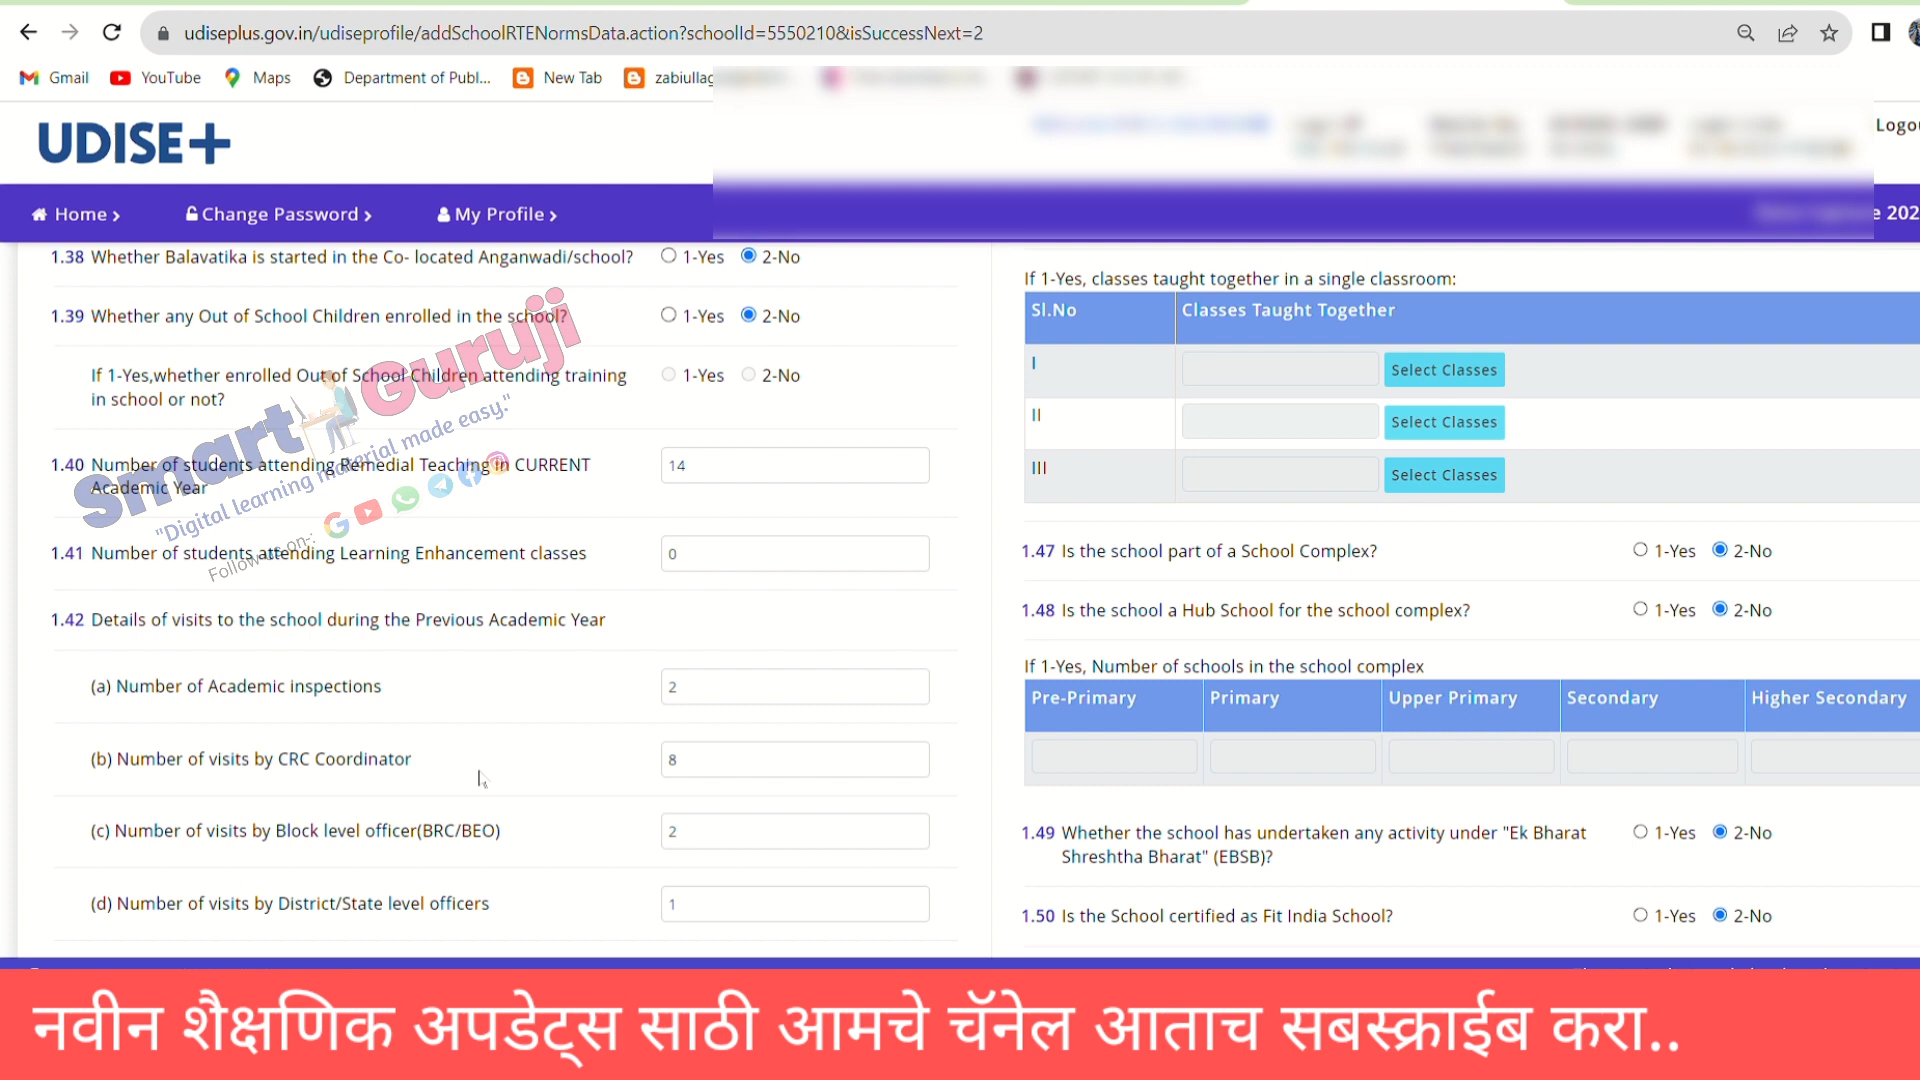 udiseplus.gov.in/udiseprofile/addSchoolRTENormsData.action?schoolId=5550210&isSuccessNext=2
Gmail YouTube Maps Department of Publ... New Tab
UDISE+
Home Change Password My Profile
1.38 Whether Balavatika is started in the Co- located Anganwadi/school? 1-Yes 2-No
1.39 Whether any Out of School Children enrolled in the school? 1-Yes 2-No
If 1-Yes,whether enrolled Out of School Children attending training 1-Yes 2-No
in school or not?
1.40 Number of students attending Remedial Teaching in CURRENT 14
Academic Year
1.41 Number of students attending Learning Enhancement classes 0
1.42 Details of visits to the school during the Previous Academic Year
(a) Number of Academic inspections 2
(b) Number of visits by CRC Coordinator 8
(c) Number of visits by Block level officer(BRC/BEO) 2
(d) Number of visits by District/State level officers 1
Smart Guruji
"Digital learning material made easy."
Follow us on-:
If 1-Yes, classes taught together in a single classroom:
Sl.No Classes Taught Together
I Select Classes
II Select Classes
III Select Classes
1.47 Is the school part of a School Complex? 1-Yes 2-No
1.48 Is the school a Hub School for the school complex? 1-Yes 2-No
If 1-Yes, Number of schools in the school complex
Pre-Primary Primary Upper Primary Secondary Higher Secondary
1.49 Whether the school has undertaken any activity under "Ek Bharat 1-Yes 2-No
Shreshtha Bharat" (EBSB)?
1.50 Is the School certified as Fit India School? 1-Yes 2-No
नवीन शैक्षणिक अपडेट्स साठी आमचे चॅनेल आताच सबस्क्राईब करा..